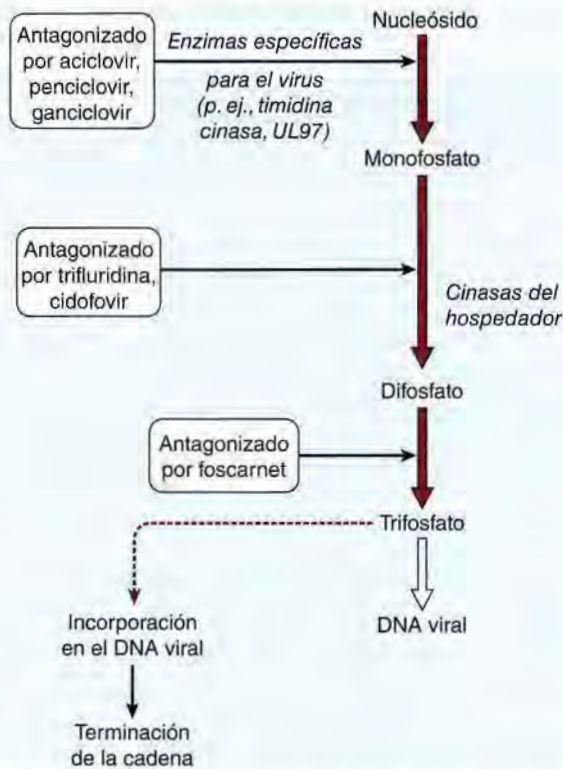 Nucleósido
Antagonizado
por aciclovir,
penciclovir,
ganciclovir
Enzimas específicas
para el virus
(p. ej., timidina
cinasa, UL97)
Monofosfato
Antagonizado
por trifluridina,
cidofovir
Cinasas del
hospedador
Difosfato
Antagonizado
por foscarnet
Trifosfato
Incorporación
en el DNA viral
DNA viral
Terminación
de la cadena